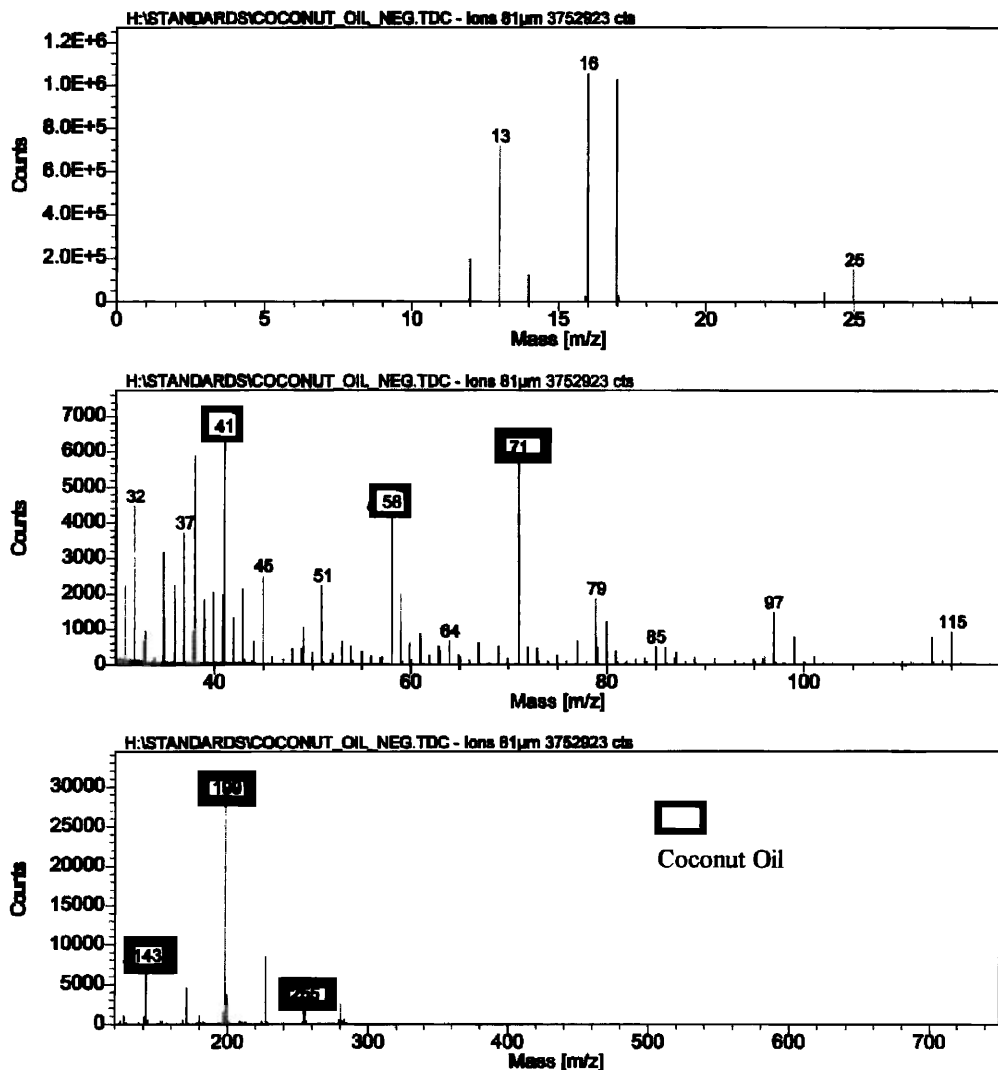 H:\STANDARDS\COCONUT_OIL_NEG.TDC - Ions 81µm 3752923 cts
1.2E+6
1.0E+6
8.0E+5
6.0E+5
4.0E+5
2.0E+5
0
Counts
13
16
25
0 5 10 15 20 25
Mass [m/z]
H:\STANDARDS\COCONUT_OIL_NEG.TDC - Ions 81µm 3752923 cts
7000
6000
5000
4000
3000
2000
1000
0
Counts
32
37
41
45
51
58
64
71
79
85
97
115
40 60 80 100
Mass [m/z]
H:\STANDARDS\COCONUT_OIL_NEG.TDC - Ions 81µm 3752923 cts
30000
25000
20000
15000
10000
5000
0
Counts
143
199
255
Coconut Oil
200 300 400 500 600 700
Mass [m/z]